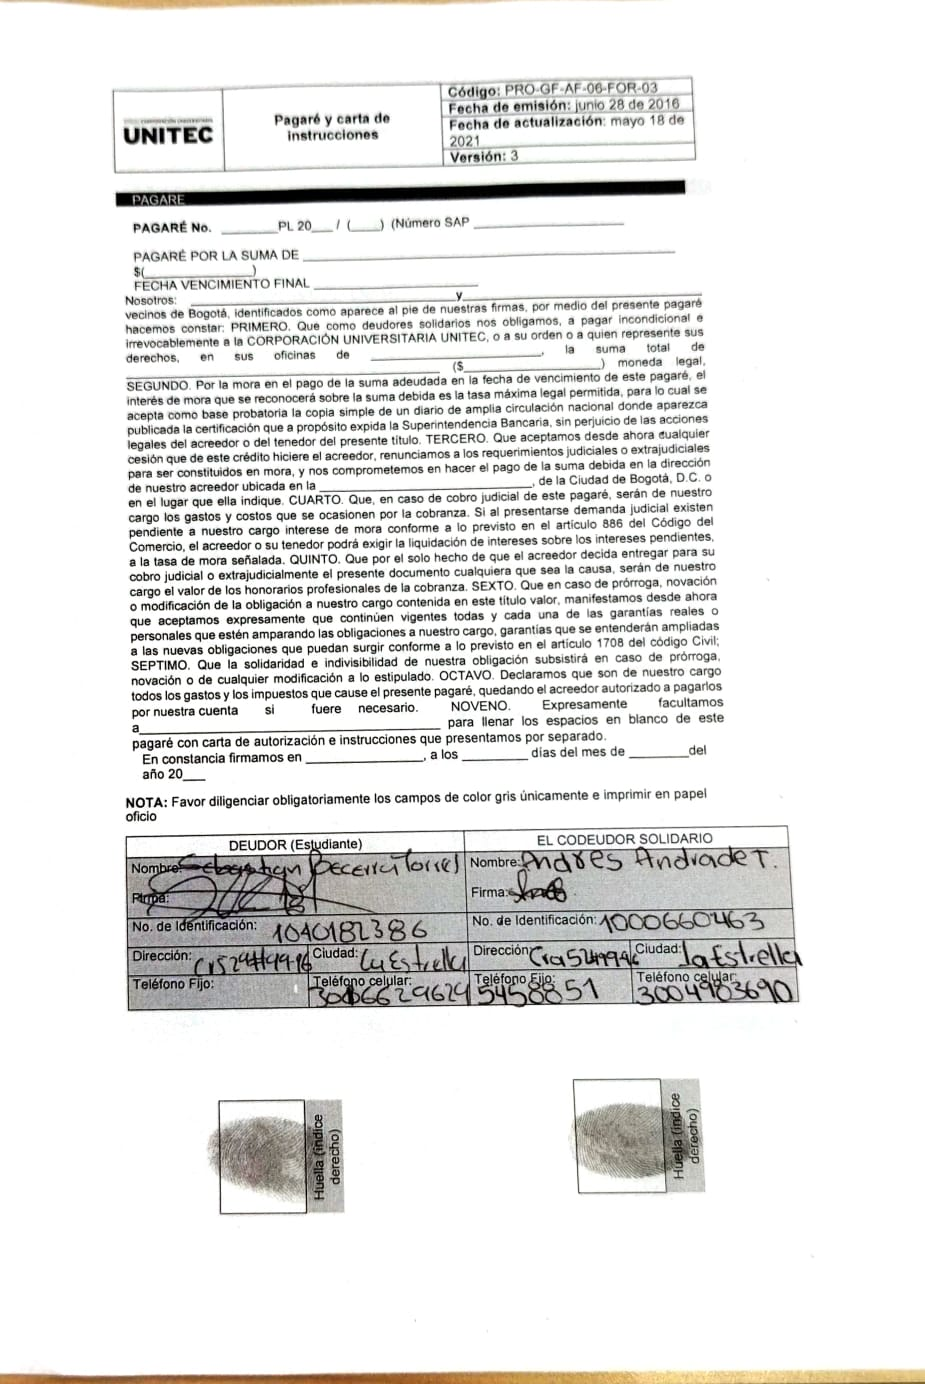 CORPORACIÓN UNIVERSITARIA
UNITEC
Pagaré y carta de
instrucciones
Código: PRO-GF-AF-06-FOR-03
Fecha de emisión: junio 28 de 2016
Fecha de actualización: mayo 18 de
2021
Versión: 3
PAGARE
PAGARÉ No. ________PL 20___ / (____) (Número SAP ____________________
PAGARÉ POR LA SUMA DE ____________________
$(______________)
FECHA VENCIMIENTO FINAL ____________________
Nosotros: ____________________y____________________
vecinos de Bogotá, identificados como aparece al pie de nuestras firmas, por medio del presente pagaré
hacemos constar: PRIMERO. Que como deudores solidarios nos obligamos, a pagar incondicional e
irrevocablemente a la CORPORACIÓN UNIVERSITARIA UNITEC, o a su orden o a quien represente sus
derechos, en sus oficinas de ____________________, la suma total de
____________________ ($____________________) moneda legal,
SEGUNDO. Por la mora en el pago de la suma adeudada en la fecha de vencimiento de este pagaré, el
interés de mora que se reconocerá sobre la suma debida es la tasa máxima legal permitida, para lo cual se
acepta como base probatoria la copia simple de un diario de amplia circulación nacional donde aparezca
publicada la certificación que a propósito expida la Superintendencia Bancaria, sin perjuicio de las acciones
legales del acreedor o del tenedor del presente título. TERCERO. Que aceptamos desde ahora cualquier
cesión que de este crédito hiciere el acreedor, renunciamos a los requerimientos judiciales o extrajudiciales
para ser constituidos en mora, y nos comprometemos en hacer el pago de la suma debida en la dirección
de nuestro acreedor ubicada en la ____________________, de la Ciudad de Bogotá, D.C. o
en el lugar que ella indique. CUARTO. Que, en caso de cobro judicial de este pagaré, serán de nuestro
cargo los gastos y costos que se ocasionen por la cobranza. Si al presentarse demanda judicial existen
pendiente a nuestro cargo interese de mora conforme a lo previsto en el artículo 886 del Código del
Comercio, el acreedor o su tenedor podrá exigir la liquidación de intereses sobre los intereses pendientes,
a la tasa de mora señalada. QUINTO. Que por el solo hecho de que el acreedor decida entregar para su
cobro judicial o extrajudicialmente el presente documento cualquiera que sea la causa, serán de nuestro
cargo el valor de los honorarios profesionales de la cobranza. SEXTO. Que en caso de prórroga, novación
o modificación de la obligación a nuestro cargo contenida en este título valor, manifestamos desde ahora
que aceptamos expresamente que continúen vigentes todas y cada una de las garantías reales o
personales que estén amparando las obligaciones a nuestro cargo, garantías que se entenderán ampliadas
a las nuevas obligaciones que puedan surgir conforme a lo previsto en el artículo 1708 del código Civil;
SEPTIMO. Que la solidaridad e indivisibilidad de nuestra obligación subsistirá en caso de prórroga,
novación o de cualquier modificación a lo estipulado. OCTAVO. Declaramos que son de nuestro cargo
todos los gastos y los impuestos que cause el presente pagaré, quedando el acreedor autorizado a pagarlos
por nuestra cuenta si fuere necesario. NOVENO. Expresamente facultamos
a____________________ para llenar los espacios en blanco de este
pagaré con carta de autorización e instrucciones que presentamos por separado.
En constancia firmamos en ________________, a los _________ días del mes de ________del
año 20___
NOTA: Favor diligenciar obligatoriamente los campos de color gris únicamente e imprimir en papel
oficio
DEUDOR (Estudiante) EL CODEUDOR SOLIDARIO
Nombre: Sebastian Becerra Torres Nombre: Andres Andrade T.
Firma: Firma:
No. de Identificación: 1040182386 No. de Identificación: 1000660463
Dirección: Ciudad: La Estrella Dirección: Ciudad: la Estrella
Teléfono Fijo: Teléfono celular: 3006629629 Teléfono Fijo: 5458851 Teléfono celular: 3004983690
Huella (índice
derecho)
Huella (índice
derecho)